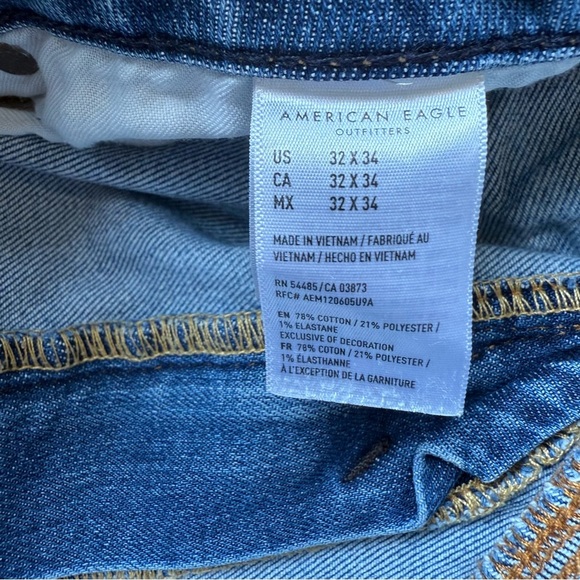 AMERICAN EAGLE
OUTFITTERS
US 32 X 34
CA 32 X 34
MX 32 X 34
MADE IN VIETNAM / FABRIQUÉ AU
VIETNAM / HECHO EN VIETNAM
RN 54485/CA 03873
RFC# AEM120605U9A
EN 78% COTTON / 21% POLYESTER /
1% ELASTANE
EXCLUSIVE OF DECORATION
FR 78% COTON / 21% POLYESTER /
1% ÉLASTHANNE
À L'EXCEPTION DE LA GARNITURE